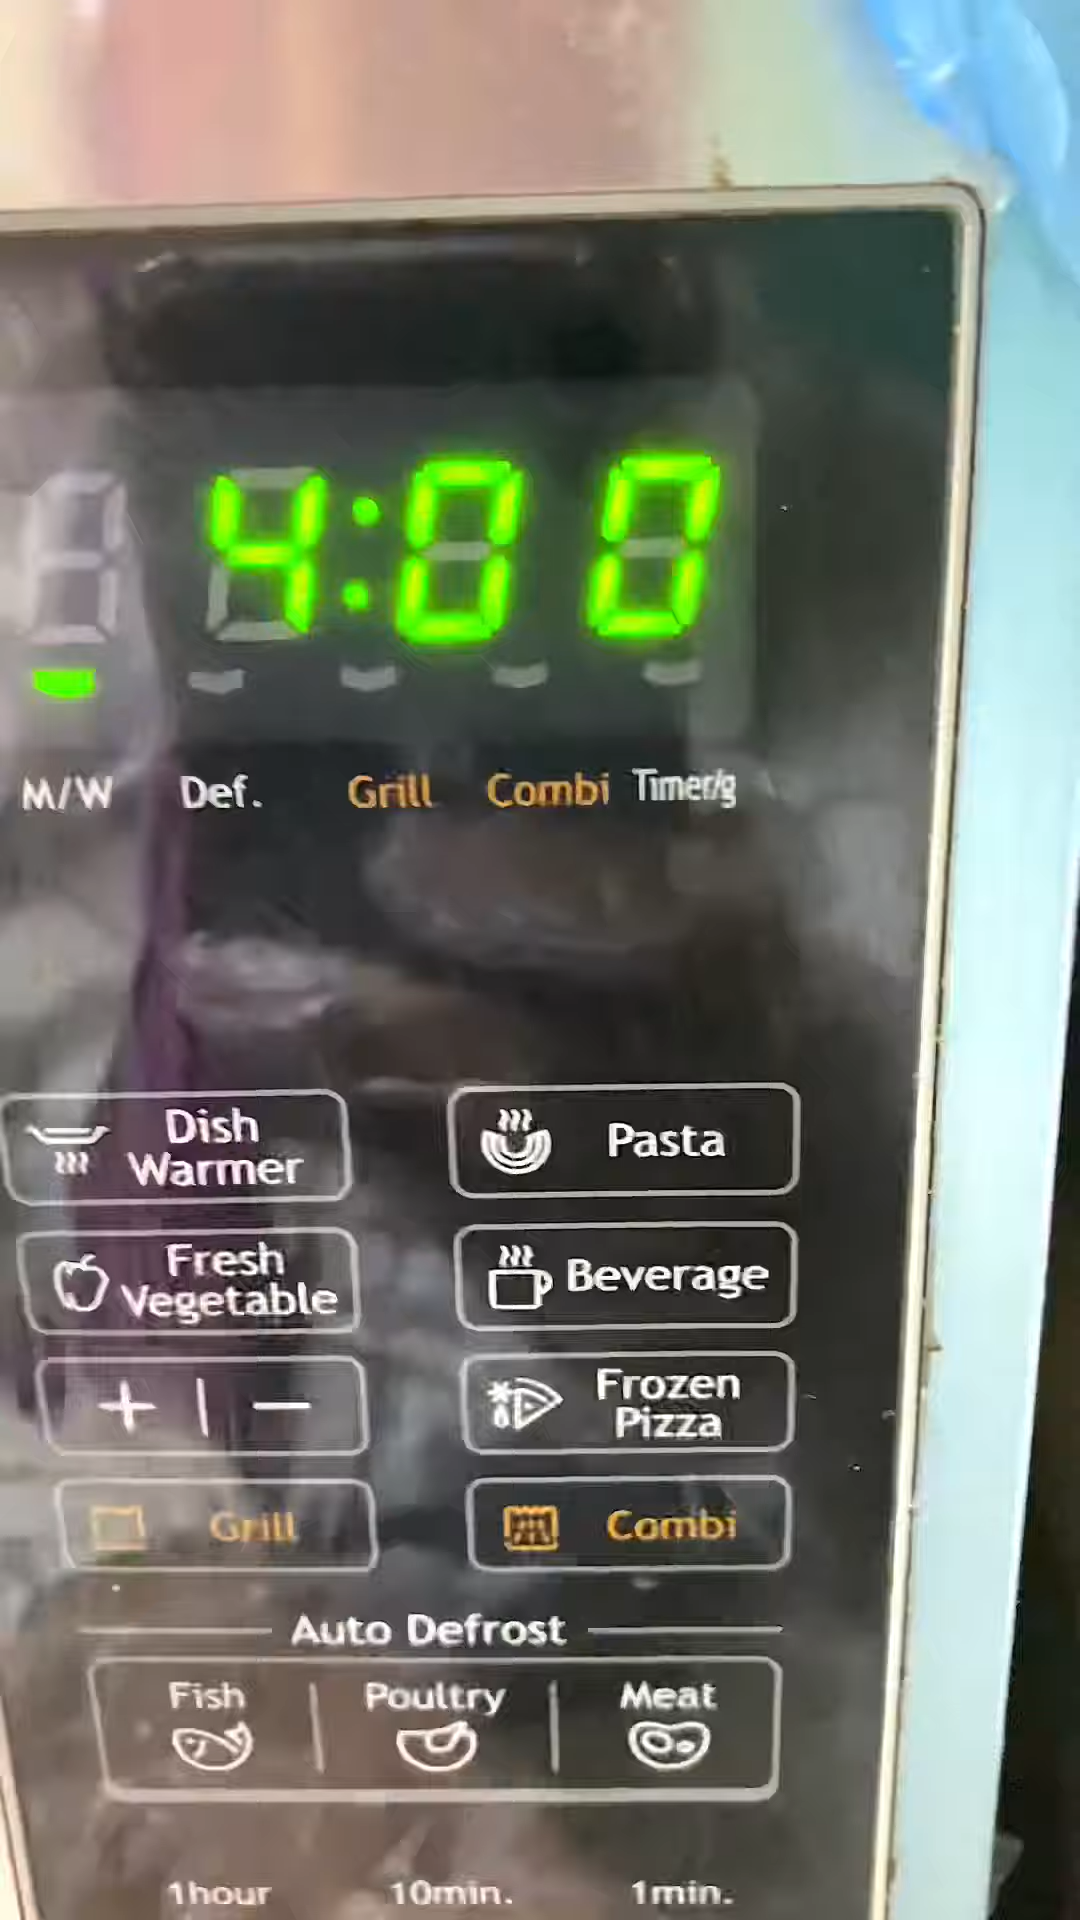 4:00
M/W Def. Grill Combi Timer/g
Dish Warmer
Pasta
Fresh Vegetable
Beverage
+ | −
Frozen Pizza
Grill
Combi
Auto Defrost
Fish Poultry Meat
1hour 10min. 1min.